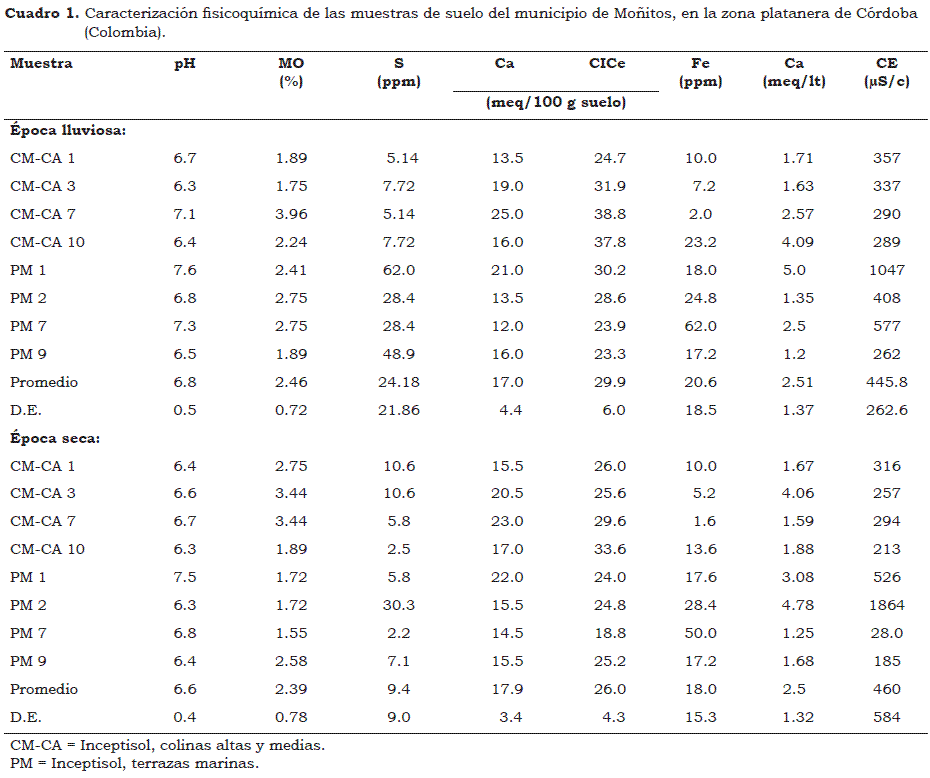 Cuadro 1. Caracterización fisicoquímica de las muestras de suelo del municipio de Moñitos, en la zona platanera de Córdoba
(Colombia).
Muestra pH MO S Ca CICe Fe Ca CE
(%) (ppm) (ppm) (meq/lt) (µS/c)
(meq/100 g suelo)
Época lluviosa:
CM-CA 1 6.7 1.89 5.14 13.5 24.7 10.0 1.71 357
CM-CA 3 6.3 1.75 7.72 19.0 31.9 7.2 1.63 337
CM-CA 7 7.1 3.96 5.14 25.0 38.8 2.0 2.57 290
CM-CA 10 6.4 2.24 7.72 16.0 37.8 23.2 4.09 289
PM 1 7.6 2.41 62.0 21.0 30.2 18.0 5.0 1047
PM 2 6.8 2.75 28.4 13.5 28.6 24.8 1.35 408
PM 7 7.3 2.75 28.4 12.0 23.9 62.0 2.5 577
PM 9 6.5 1.89 48.9 16.0 23.3 17.2 1.2 262
Promedio 6.8 2.46 24.18 17.0 29.9 20.6 2.51 445.8
D.E. 0.5 0.72 21.86 4.4 6.0 18.5 1.37 262.6
Época seca:
CM-CA 1 6.4 2.75 10.6 15.5 26.0 10.0 1.67 316
CM-CA 3 6.6 3.44 10.6 20.5 25.6 5.2 4.06 257
CM-CA 7 6.7 3.44 5.8 23.0 29.6 1.6 1.59 294
CM-CA 10 6.3 1.89 2.5 17.0 33.6 13.6 1.88 213
PM 1 7.5 1.72 5.8 22.0 24.0 17.6 3.08 526
PM 2 6.3 1.72 30.3 15.5 24.8 28.4 4.78 1864
PM 7 6.8 1.55 2.2 14.5 18.8 50.0 1.25 28.0
PM 9 6.4 2.58 7.1 15.5 25.2 17.2 1.68 185
Promedio 6.6 2.39 9.4 17.9 26.0 18.0 2.5 460
D.E. 0.4 0.78 9.0 3.4 4.3 15.3 1.32 584
CM-CA = Inceptisol, colinas altas y medias.
PM = Inceptisol, terrazas marinas.